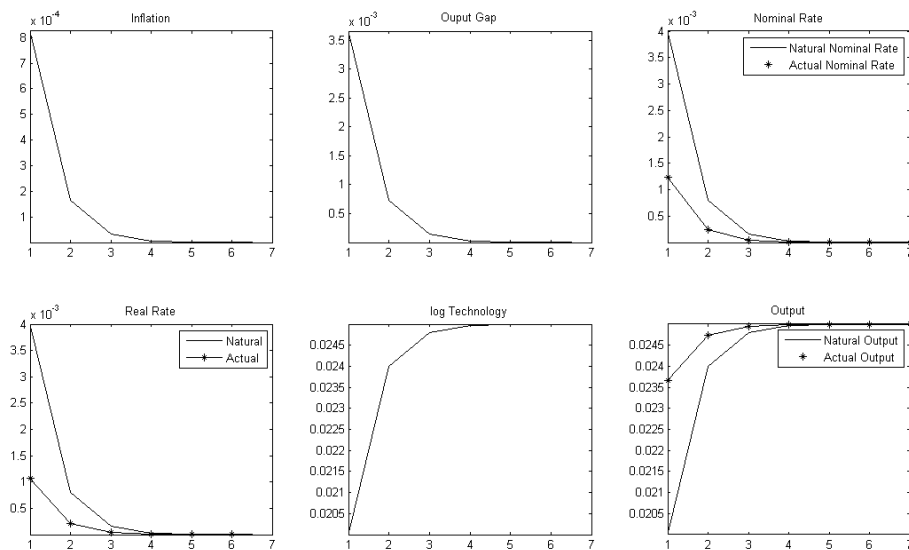 Inflation
x 10-4
8
7
6
5
4
3
2
1
1 2 3 4 5 6 7
Ouput Gap
x 10-3
3.5
3
2.5
2
1.5
1
0.5
1 2 3 4 5 6 7
Nominal Rate
x 10-3
4
3.5
3
2.5
2
1.5
1
0.5
1 2 3 4 5 6 7
Natural Nominal Rate
Actual Nominal Rate
Real Rate
x 10-3
4
3.5
3
2.5
2
1.5
1
0.5
1 2 3 4 5 6 7
Natural
Actual
log Technology
0.0245
0.024
0.0235
0.023
0.0225
0.022
0.0215
0.021
0.0205
1 2 3 4 5 6 7
Output
0.0245
0.024
0.0235
0.023
0.0225
0.022
0.0215
0.021
0.0205
1 2 3 4 5 6 7
Natural Output
Actual Output